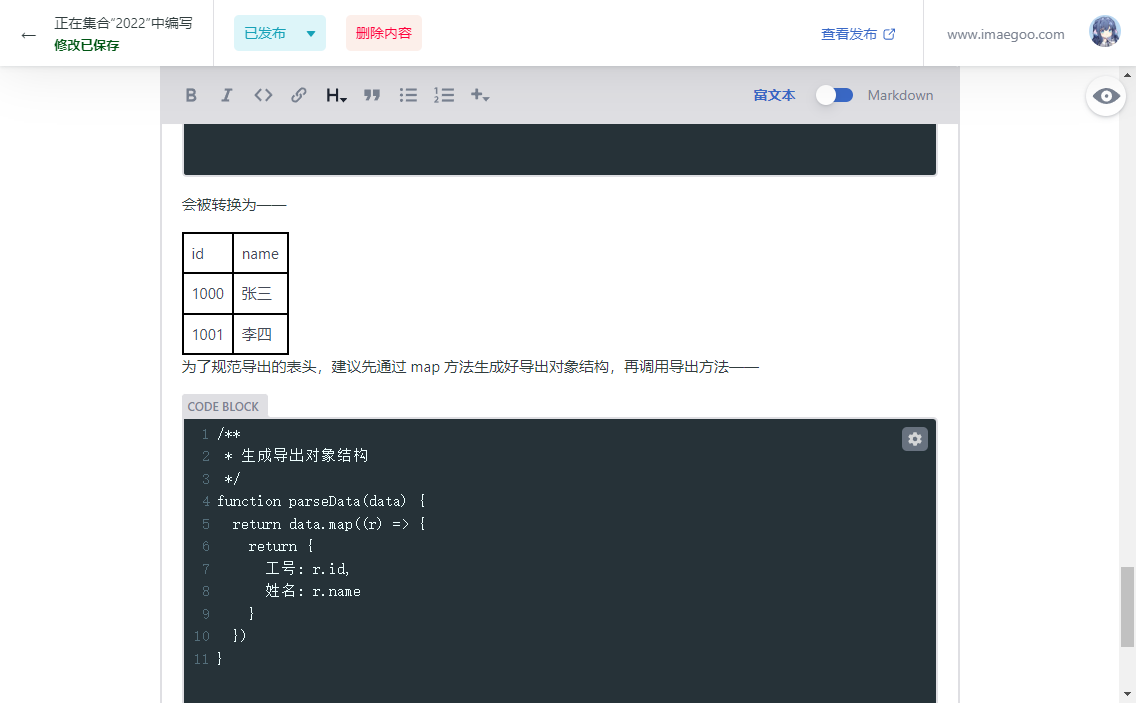 正在集合“2022”中编写
修改已保存
已发布
删除内容
查看发布
www.imaegoo.com
富文本
Markdown
会被转换为——
id name
1000 张三
1001 李四
为了规范导出的表头，建议先通过 map 方法生成好导出对象结构，再调用导出方法——
CODE BLOCK
1 /**
2  * 生成导出对象结构
3  */
4 function parseData(data) {
5   return data.map((r) => {
6     return {
7       工号: r.id,
8       姓名: r.name
9     }
10   })
11 }